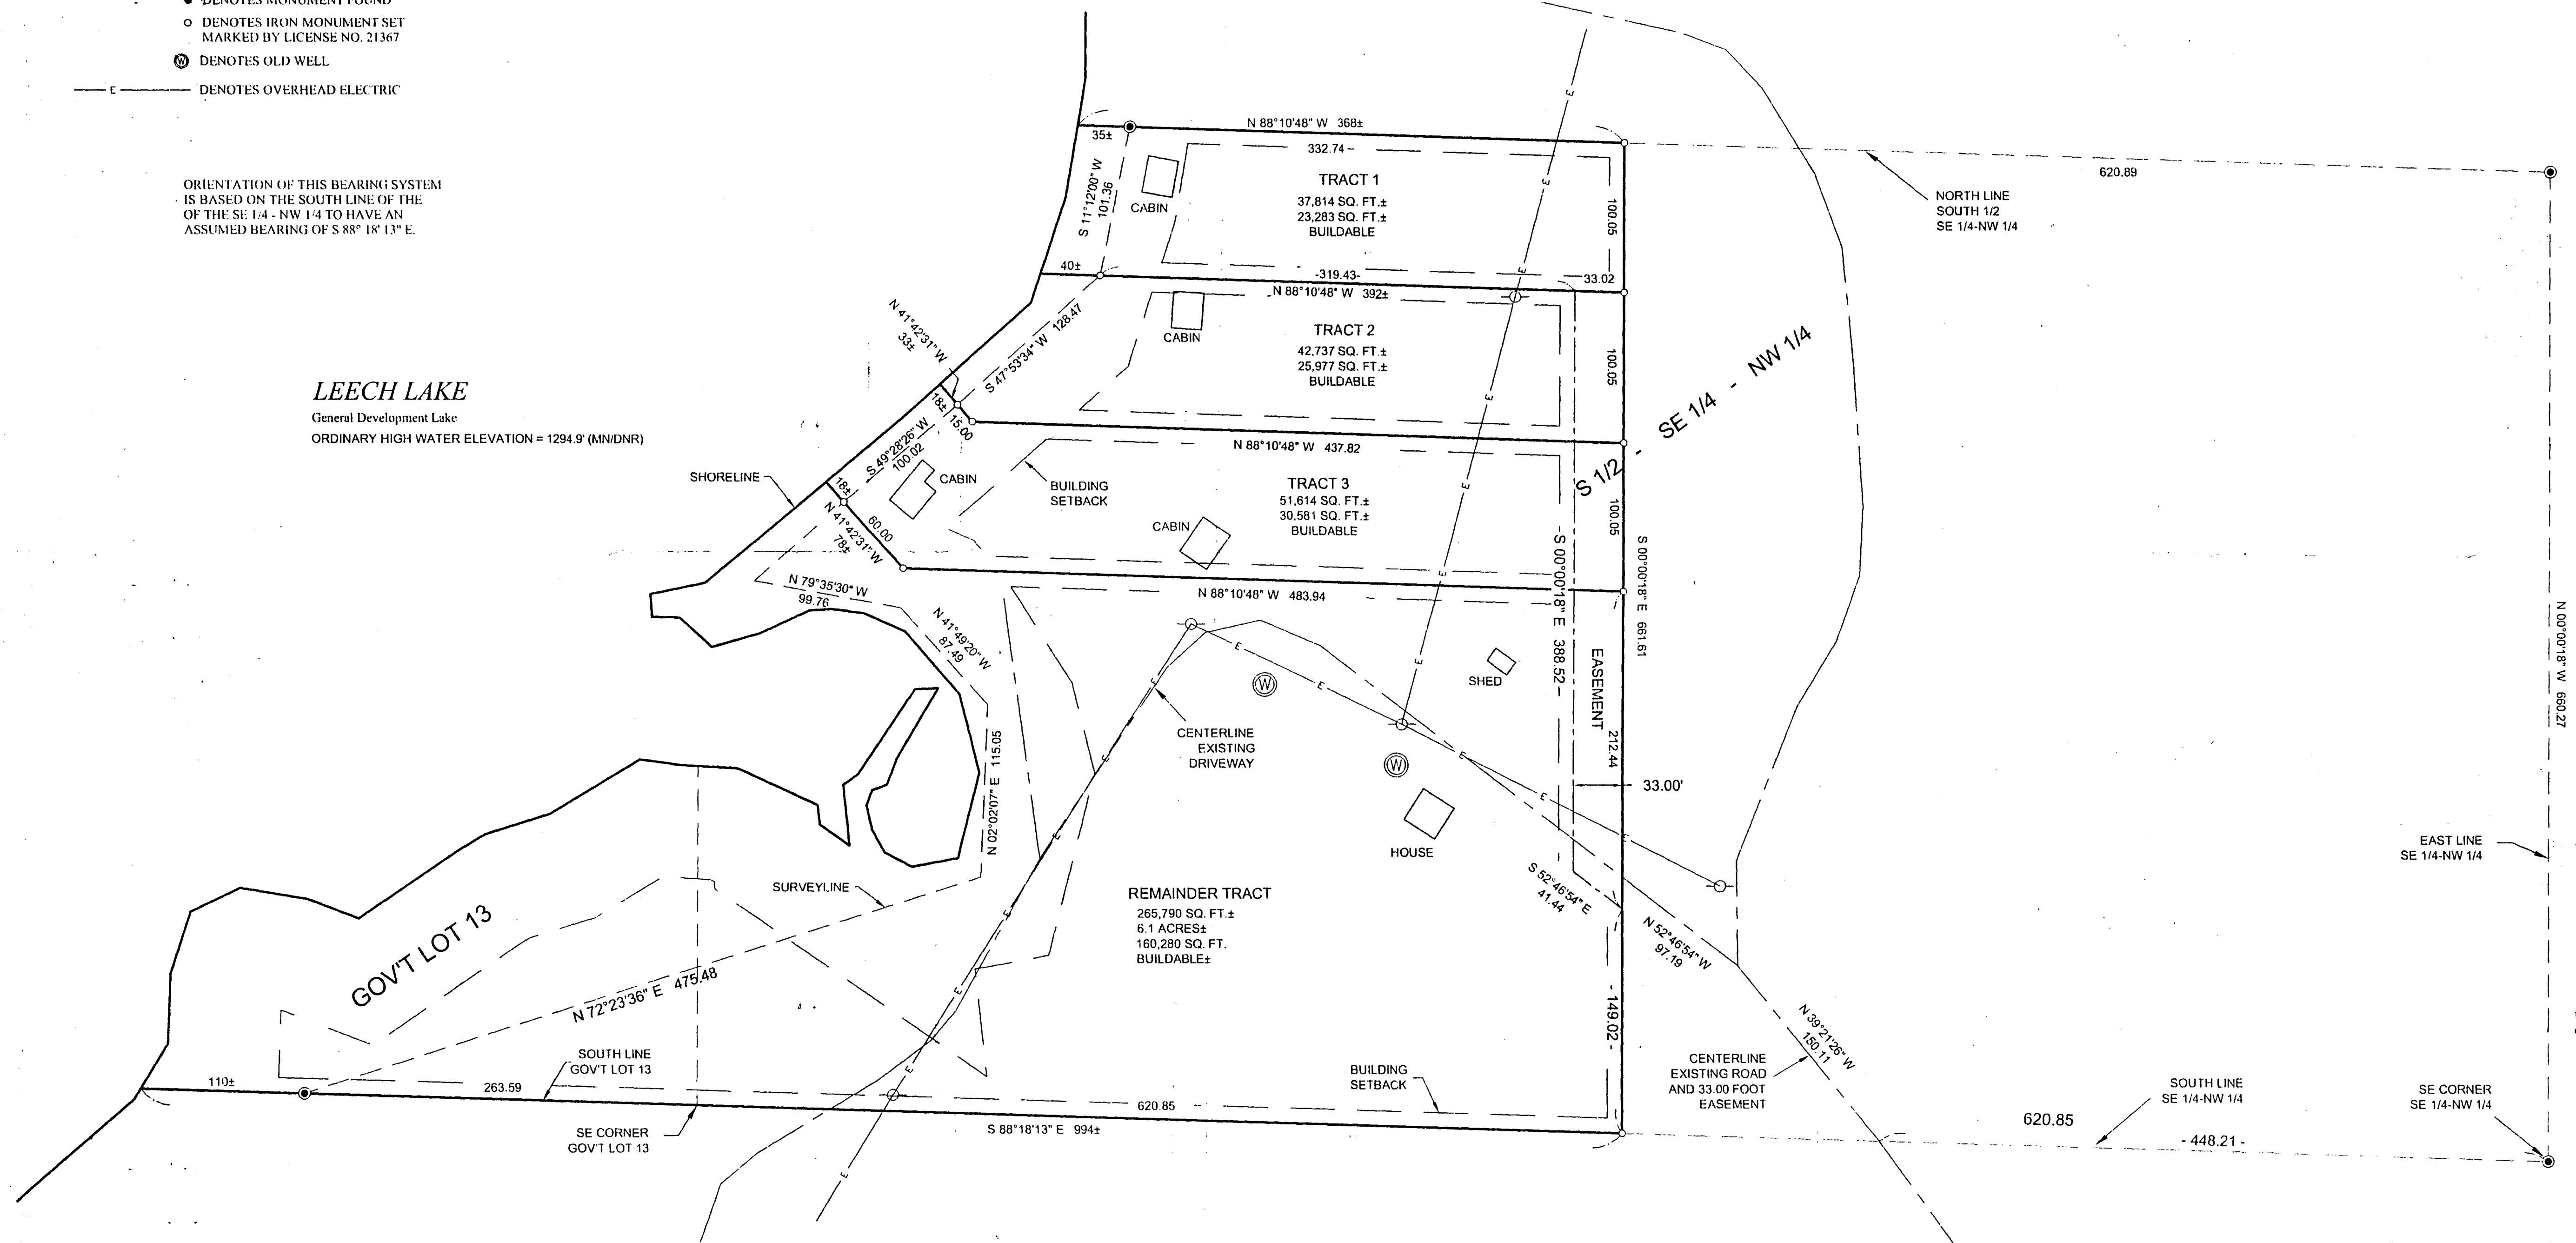 DENOTES MONUMENT FOUND
DENOTES IRON MONUMENT SET
MARKED BY LICENSE NO. 21367
W DENOTES OLD WELL
E DENOTES OVERHEAD ELECTRIC
ORIENTATION OF THIS BEARING SYSTEM
IS BASED ON THE SOUTH LINE OF THE
OF THE SE 1/4 - NW 1/4 TO HAVE AN
ASSUMED BEARING OF S 88° 18' 13" E.
LEECH LAKE
General Development Lake
ORDINARY HIGH WATER ELEVATION = 1294.9' (MN/DNR)
N 88°10'48" W 368±
35±
332.74
S 11°12'00" W
101.36
CABIN
TRACT 1
37,814 SQ. FT.±
23,283 SQ. FT.±
BUILDABLE
100.05
620.89
NORTH LINE
SOUTH 1/2
SE 1/4-NW 1/4
40±
-319.43-
33.02
N 88°10'48" W 392±
N 41°42'31" W
33±
S 47°53'34" W 128.47
CABIN
TRACT 2
42,737 SQ. FT.±
25,977 SQ. FT.±
BUILDABLE
100.05
S 1/2 - SE 1/4 - NW 1/4
18±
15.00
S 49°28'26" W
100.02
N 88°10'48" W 437.82
SHORELINE
18±
CABIN
BUILDING
SETBACK
TRACT 3
51,614 SQ. FT.±
30,581 SQ. FT.±
BUILDABLE
100.05
CABIN
60.00
N 41°42'31" W
78±
N 79°35'30" W
99.76
N 88°10'48" W 483.94
N 41°49'20" W
87.49
- S 00°00'18" E 388.52 -
S 00°00'18" E 661.61
N 00°00'18" W 660.27
EASEMENT
SHED
W
CENTERLINE
EXISTING
DRIVEWAY
212.44
W
33.00'
N 02°02'07" E 115.05
HOUSE
EAST LINE
SE 1/4-NW 1/4
SURVEYLINE
S 52°46'54" E
41.44
REMAINDER TRACT
265,790 SQ. FT.±
6.1 ACRES±
160,280 SQ. FT.
BUILDABLE±
GOV'T LOT 13
N 52°46'54" W
97.19
N 72°23'36" E 475.48
- 149.02 -
N 39°21'26" W
150.11
SOUTH LINE
GOV'T LOT 13
CENTERLINE
EXISTING ROAD
AND 33.00 FOOT
EASEMENT
BUILDING
SETBACK
110±
263.59
620.85
SOUTH LINE
SE 1/4-NW 1/4
SE CORNER
SE 1/4-NW 1/4
SE CORNER
GOV'T LOT 13
S 88°18'13" E 994±
620.85
- 448.21 -